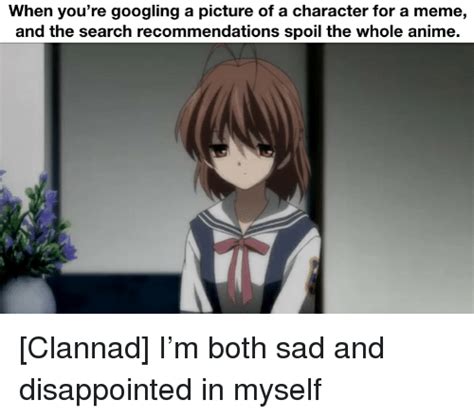 When you're googling a picture of a character for a meme,
and the search recommendations spoil the whole anime.
[Clannad] I'm both sad and
disappointed in myself